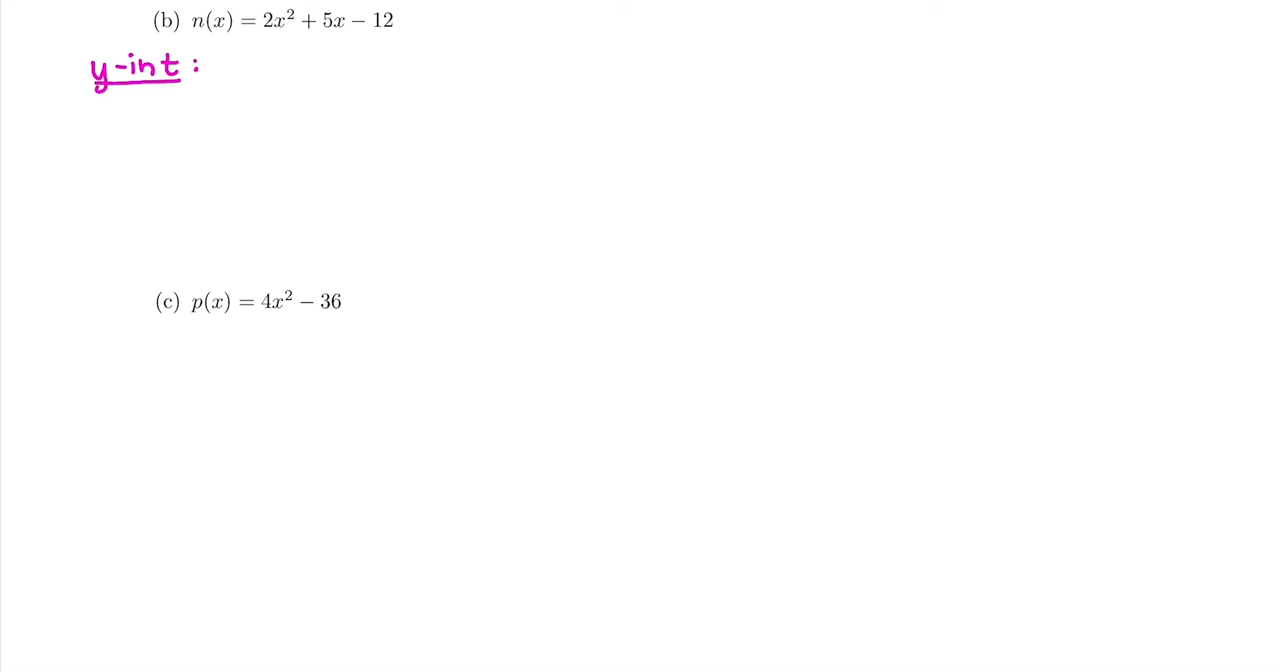 (b) n(x) = 2x² + 5x − 12
y-int :
(c) p(x) = 4x² − 36